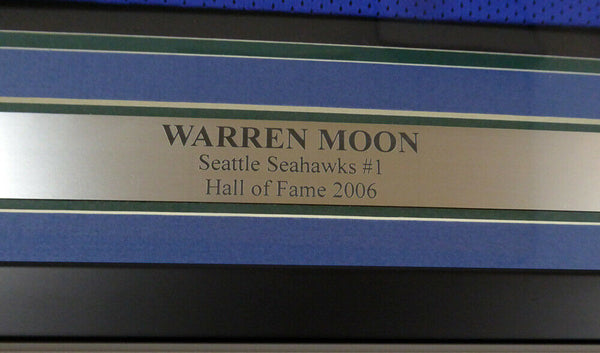 WARREN MOON
Seattle Seahawks #1
Hall of Fame 2006